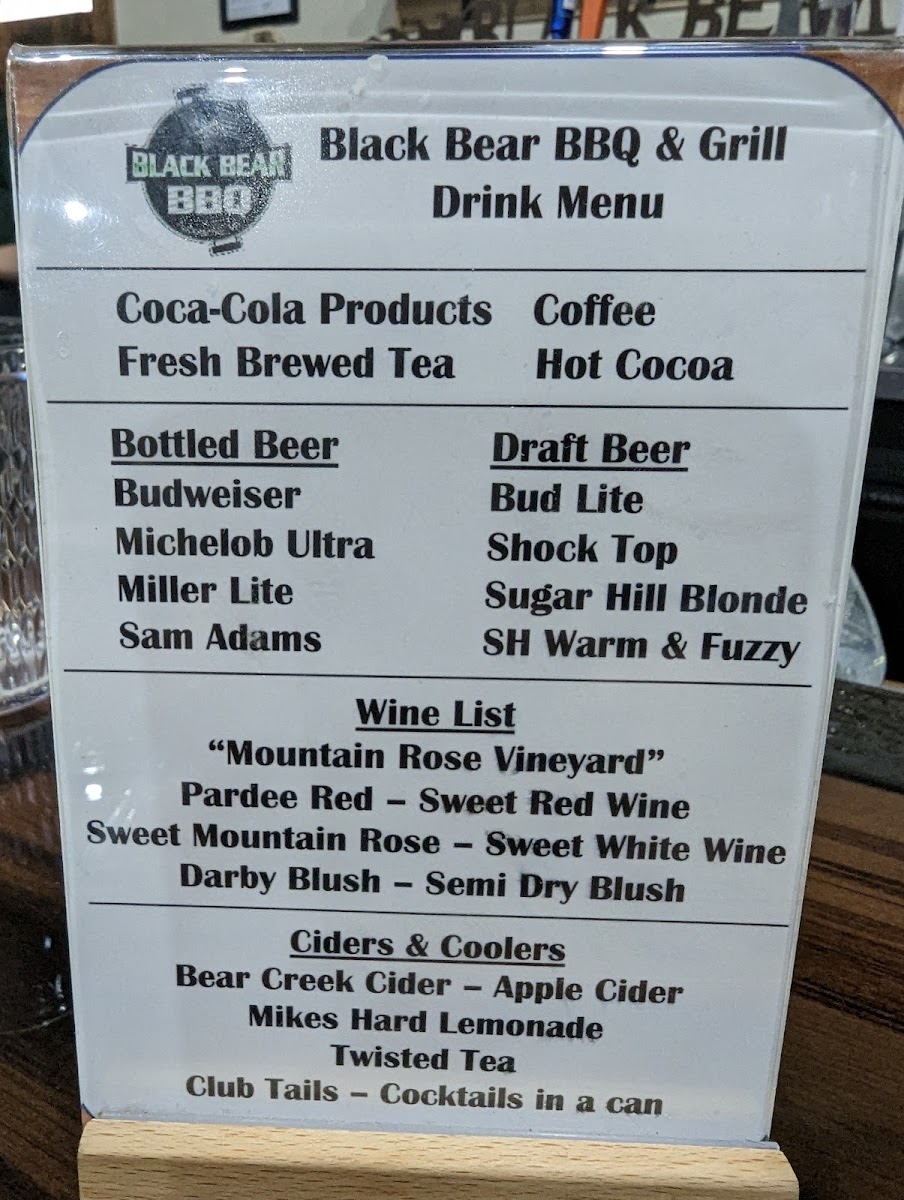 BLACK BEAR
BBQ
Black Bear BBQ & Grill
Drink Menu
Coca-Cola Products Coffee
Fresh Brewed Tea Hot Cocoa
Bottled Beer
Budweiser
Michelob Ultra
Miller Lite
Sam Adams
Draft Beer
Bud Lite
Shock Top
Sugar Hill Blonde
SH Warm & Fuzzy
Wine List
“Mountain Rose Vineyard”
Pardee Red – Sweet Red Wine
Sweet Mountain Rose – Sweet White Wine
Darby Blush – Semi Dry Blush
Ciders & Coolers
Bear Creek Cider – Apple Cider
Mikes Hard Lemonade
Twisted Tea
Club Tails – Cocktails in a can